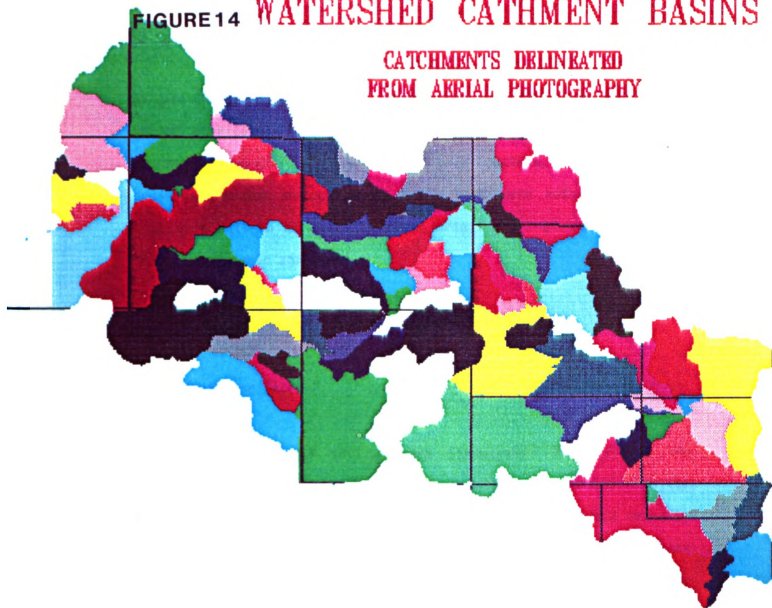 FIGURE 14 WATERSHED CATHMENT BASINS
CATCHMENTS DELINEATED
FROM AERIAL PHOTOGRAPHY